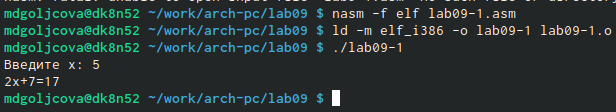 mdgoljcova@dk8n52 ~/work/arch-pc/lab09 $ nasm -f elf lab09-1.asm
mdgoljcova@dk8n52 ~/work/arch-pc/lab09 $ ld -m elf_i386 -o lab09-1 lab09-1.o
mdgoljcova@dk8n52 ~/work/arch-pc/lab09 $ ./lab09-1
Введите x: 5
2x+7=17
mdgoljcova@dk8n52 ~/work/arch-pc/lab09 $